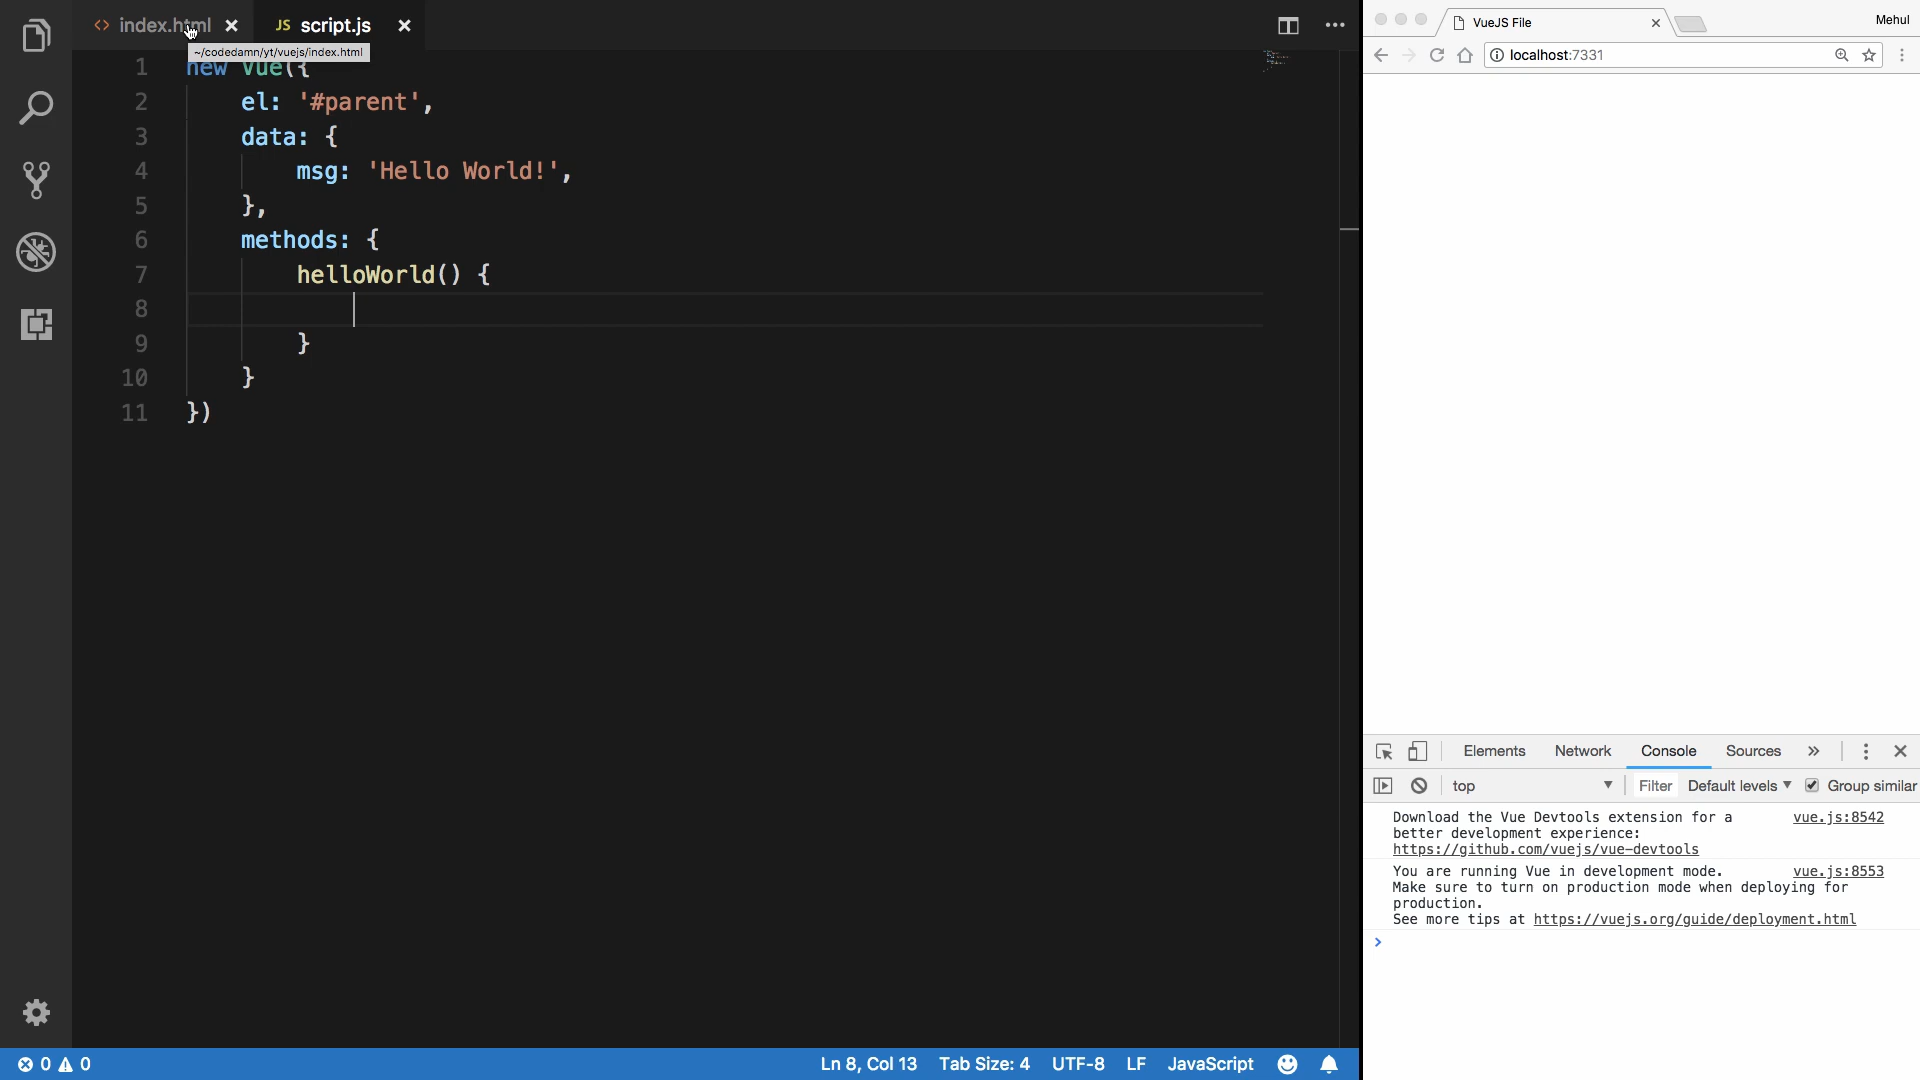 index.html
script.js
~/codedamn/yt/vuejs/index.html
1 new Vue({
2 el: '#parent',
3 data: {
4 msg: 'Hello World!',
5 },
6 methods: {
7 helloWorld() {
8
9 }
10 }
11 })
0 0
Ln 8, Col 13 Tab Size: 4 UTF-8 LF JavaScript
VueJS File
Mehul
localhost:7331
Elements Network Console Sources
top Filter Default levels Group similar
Download the Vue Devtools extension for a vue.js:8542
better development experience:
https://github.com/vuejs/vue-devtools
You are running Vue in development mode. vue.js:8553
Make sure to turn on production mode when deploying for
production.
See more tips at https://vuejs.org/guide/deployment.html